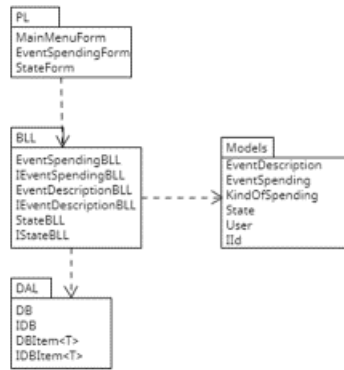 PL
MainMenuForm
EventSpendingForm
StateForm
BLL
EventSpendingBLL
IEventSpendingBLL
EventDescriptionBLL
IEventDescriptionBLL
StateBLL
IStateBLL
Models
EventDescription
EventSpending
KindOfSpending
State
User
IId
DAL
DB
IDB
DBItem<T>
IDBItem<T>